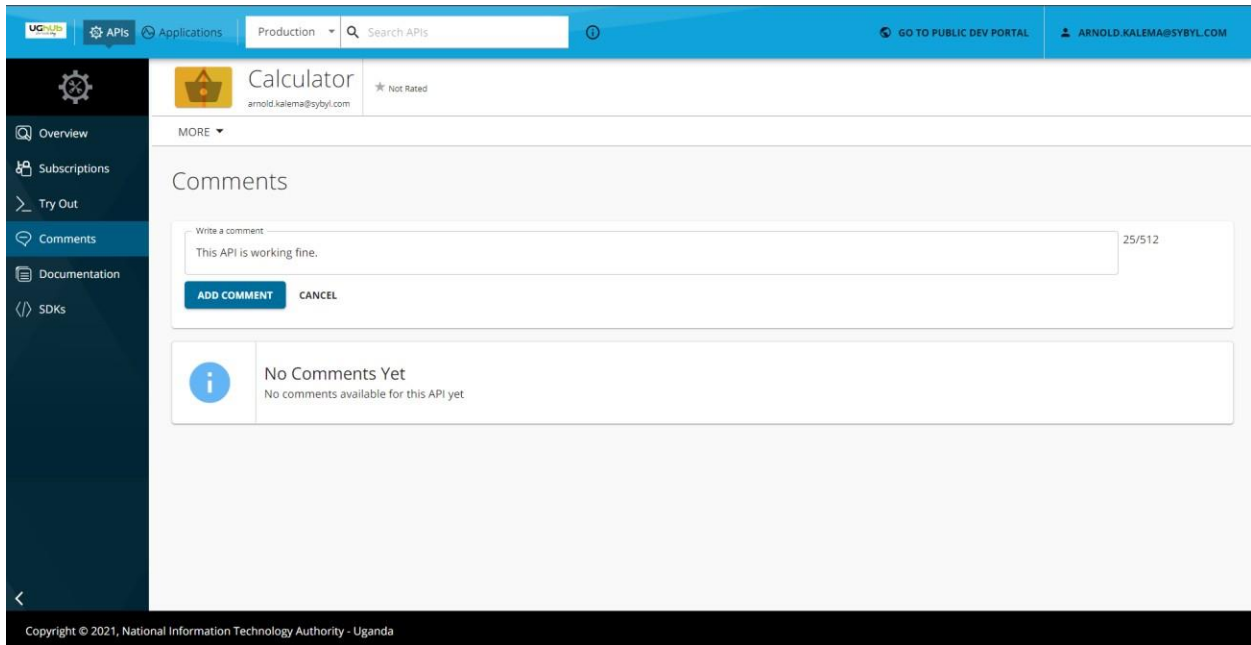 UGhub
APIs
Applications
Production
Search APIs
GO TO PUBLIC DEV PORTAL
ARNOLD.KALEMA@SYBYL.COM
Calculator
arnold.kalema@sybyl.com
Not Rated
Overview
Subscriptions
Try Out
Comments
Documentation
SDKs
MORE
Comments
Write a comment
This API is working fine.
25/512
ADD COMMENT
CANCEL
No Comments Yet
No comments available for this API yet
Copyright © 2021, National Information Technology Authority - Uganda